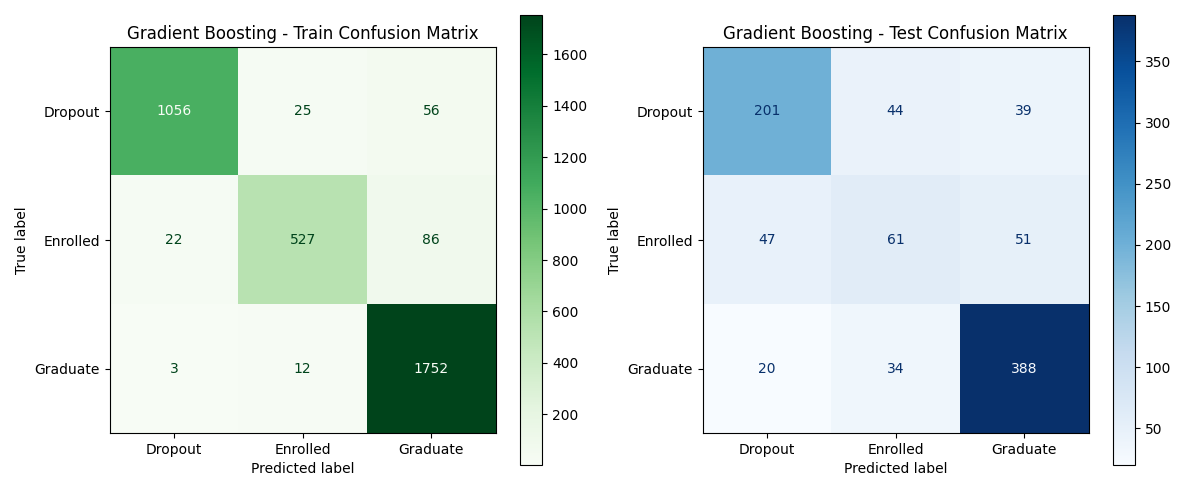 Gradient Boosting - Train Confusion Matrix
Dropout 1056 25 56
Enrolled 22 527 86
Graduate 3 12 1752
Dropout Enrolled Graduate
Predicted label
True label
1600
1400
1200
1000
800
600
400
200
Gradient Boosting - Test Confusion Matrix
Dropout 201 44 39
Enrolled 47 61 51
Graduate 20 34 388
Dropout Enrolled Graduate
Predicted label
True label
350
300
250
200
150
100
50